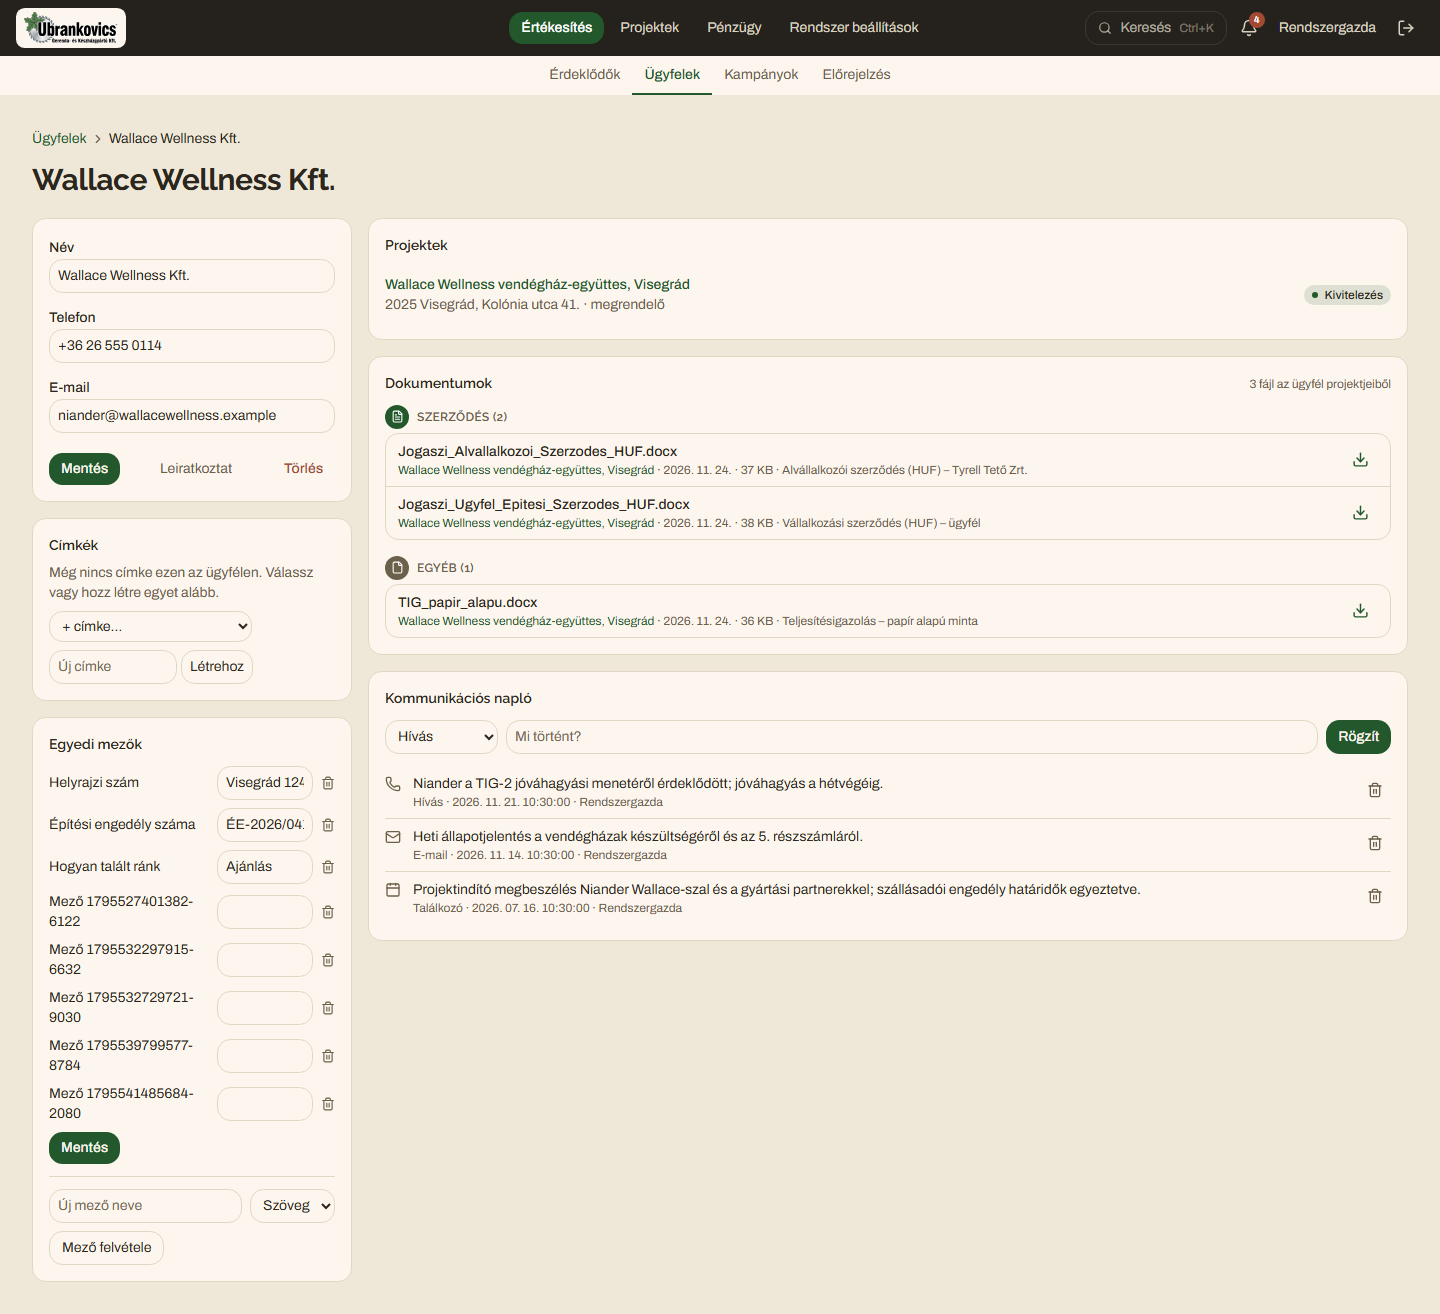 Ubrankovics
Gerenda- és Készházgyártó Kft.
Értékesítés
Projektek
Pénzügy
Rendszer beállítások
Keresés Ctrl+K
4
Rendszergazda
Érdeklődők
Ügyfelek
Kampányok
Előrejelzés
Ügyfelek > Wallace Wellness Kft.
Wallace Wellness Kft.
Név
Wallace Wellness Kft.
Telefon
+36 26 555 0114
E-mail
niander@wallacewellness.example
Mentés
Leiratkoztat
Törlés
Címkék
Még nincs címke ezen az ügyfélen. Válassz
vagy hozz létre egyet alább.
+ címke...
Új címke
Létrehoz
Egyedi mezők
Helyrajzi szám
Visegrád 124
Építési engedély száma
ÉE-2026/04
Hogyan talált ránk
Ajánlás
Mező 1795527401382-
6122
Mező 1795532297915-
6632
Mező 1795532729721-
9030
Mező 1795539799577-
8784
Mező 1795541485684-
2080
Mentés
Új mező neve
Szöveg
Mező felvétele
Projektek
Wallace Wellness vendégház-együttes, Visegrád
2025 Visegrád, Kolónia utca 41. · megrendelő
Kivitelezés
Dokumentumok
3 fájl az ügyfél projektjeiből
SZERZŐDÉS (2)
Jogaszi_Alvallalkozoi_Szerzodes_HUF.docx
Wallace Wellness vendégház-együttes, Visegrád · 2026. 11. 24. · 37 KB · Alvállalkozói szerződés (HUF) – Tyrell Tető Zrt.
Jogaszi_Ugyfel_Epitesi_Szerzodes_HUF.docx
Wallace Wellness vendégház-együttes, Visegrád · 2026. 11. 24. · 38 KB · Vállalkozási szerződés (HUF) – ügyfél
EGYÉB (1)
TIG_papir_alapu.docx
Wallace Wellness vendégház-együttes, Visegrád · 2026. 11. 24. · 36 KB · Teljesítésigazolás – papír alapú minta
Kommunikációs napló
Hívás
Mi történt?
Rögzít
Niander a TIG-2 jóváhagyási menetéről érdeklődött; jóváhagyás a hétvégéig.
Hívás · 2026. 11. 21. 10:30:00 · Rendszergazda
Heti állapotjelentés a vendégházak készültségéről és az 5. részszámláról.
E-mail · 2026. 11. 14. 10:30:00 · Rendszergazda
Projektindító megbeszélés Niander Wallace-szal és a gyártási partnerekkel; szállásadói engedély határidők egyeztetve.
Találkozó · 2026. 07. 16. 10:30:00 · Rendszergazda